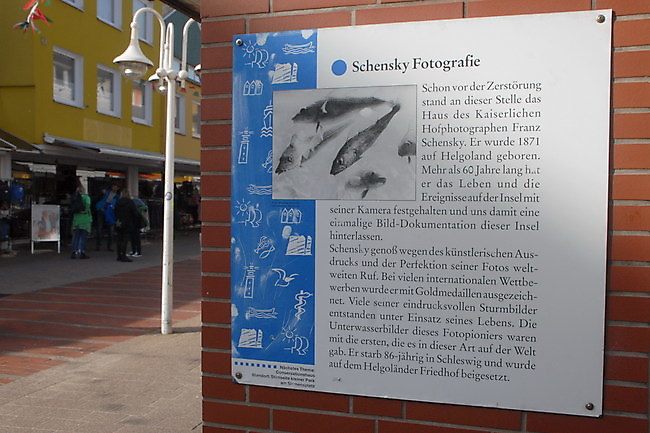 Schensky Fotografie
Schon vor der Zerstörung
stand an dieser Stelle das
Haus des Kaiserlichen
Hofphotographen Franz
Schensky. Er wurde 1871
auf Helgoland geboren.
Mehr als 60 Jahre lang hat
er das Leben und die
Ereignisse auf der Insel mit
seiner Kamera festgehalten und uns damit eine
einmalige Bild-Dokumentation dieser Insel
hinterlassen.
Schensky genoß wegen des künstlerischen Aus-
drucks und der Perfektion seiner Fotos welt-
weiten Ruf. Bei vielen internationalen Wettbe-
werben wurde er mit Goldmedaillen ausgezeich-
net. Viele seiner eindrucksvollen Sturmbilder
entstanden unter Einsatz seines Lebens. Die
Unterwasserbilder dieses Fotopioniers waren
mit die ersten, die es in dieser Art auf der Welt
gab. Er starb 86-jährig in Schleswig und wurde
auf dem Helgoländer Friedhof beigesetzt.
Nächstes Thema:
am